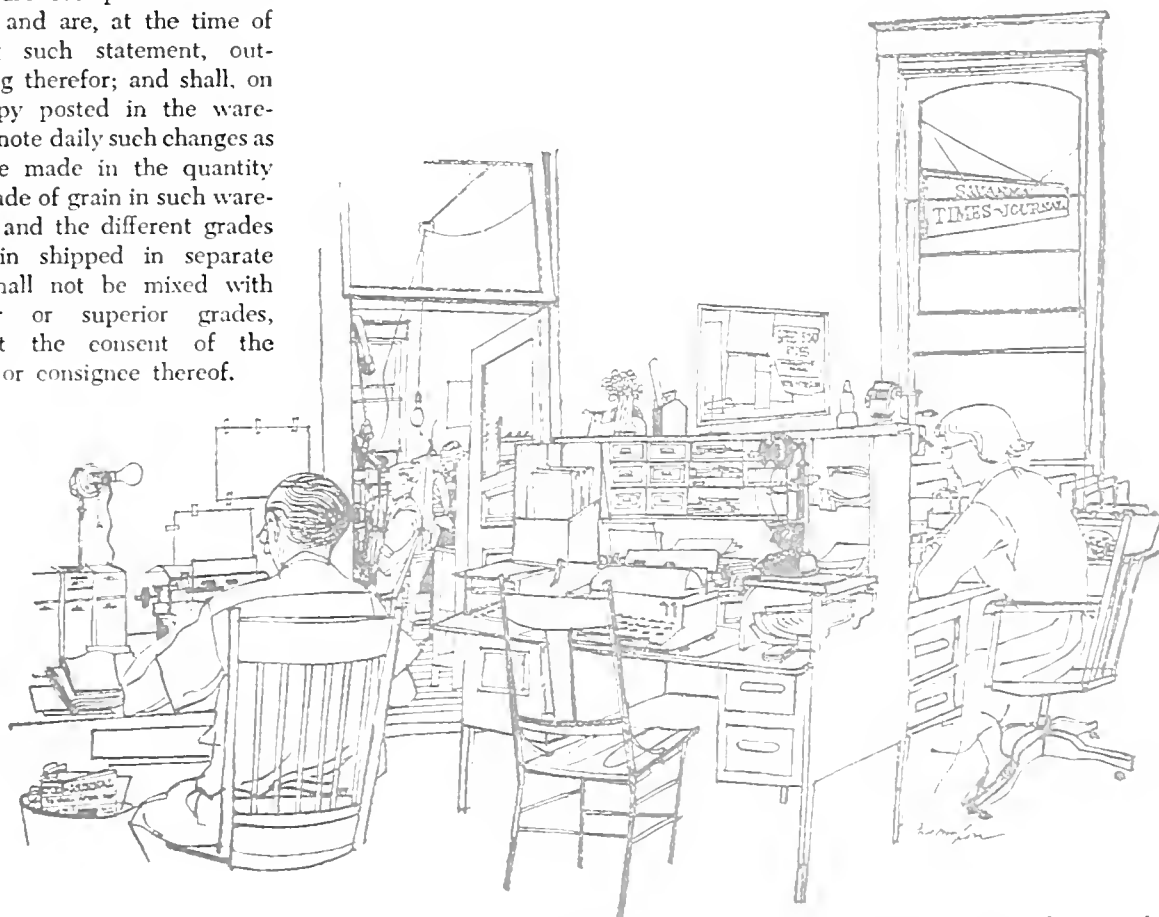 and are, at the time of
such statement, out-
g therefor; and shall, on
py posted in the ware-
note daily such changes as
e made in the quantity
de of grain in such ware-
and the different grades
in shipped in separate
hall not be mixed with
or superior grades,
t the consent of the
or consignee thereof.
SAVANNA
TIMES-JOURNAL